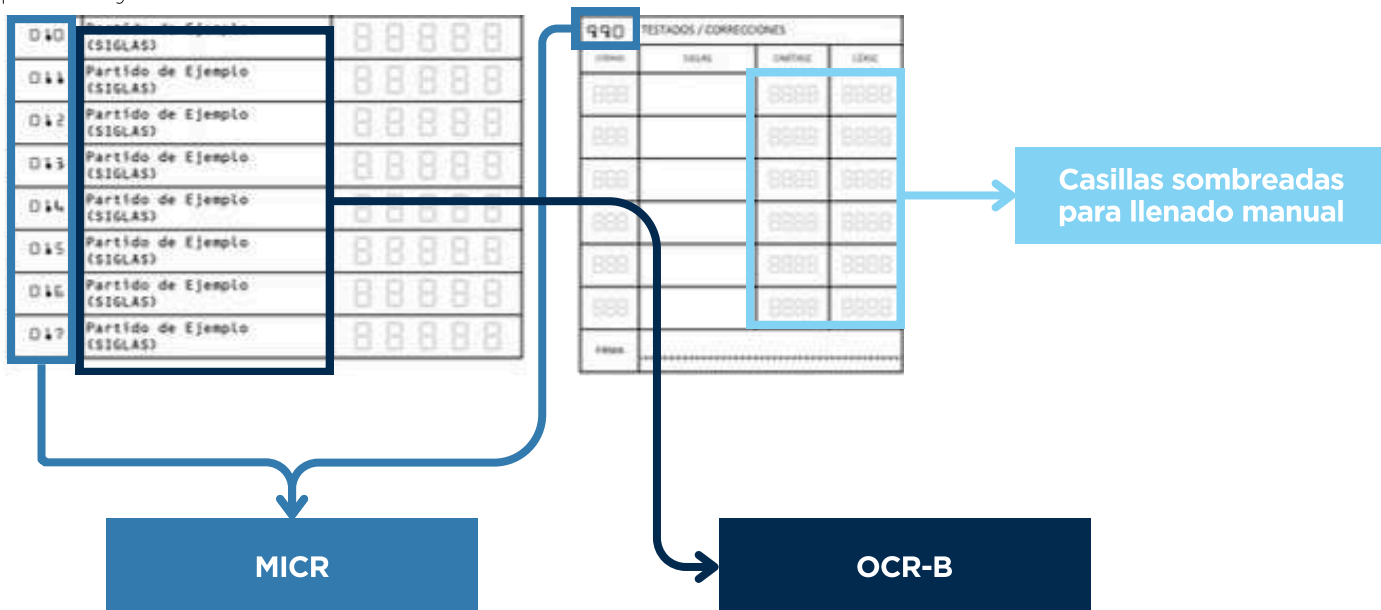 010 Partido de Ejemplo
(SIGLAS)
011 Partido de Ejemplo
(SIGLAS)
012 Partido de Ejemplo
(SIGLAS)
013 Partido de Ejemplo
(SIGLAS)
014 Partido de Ejemplo
(SIGLAS)
015 Partido de Ejemplo
(SIGLAS)
016 Partido de Ejemplo
(SIGLAS)
017 Partido de Ejemplo
(SIGLAS)
990 TESTADOS / CORRECCIONES
SIGLAS
DICE
FIRMA
Casillas sombreadas
para llenado manual
MICR
OCR-B